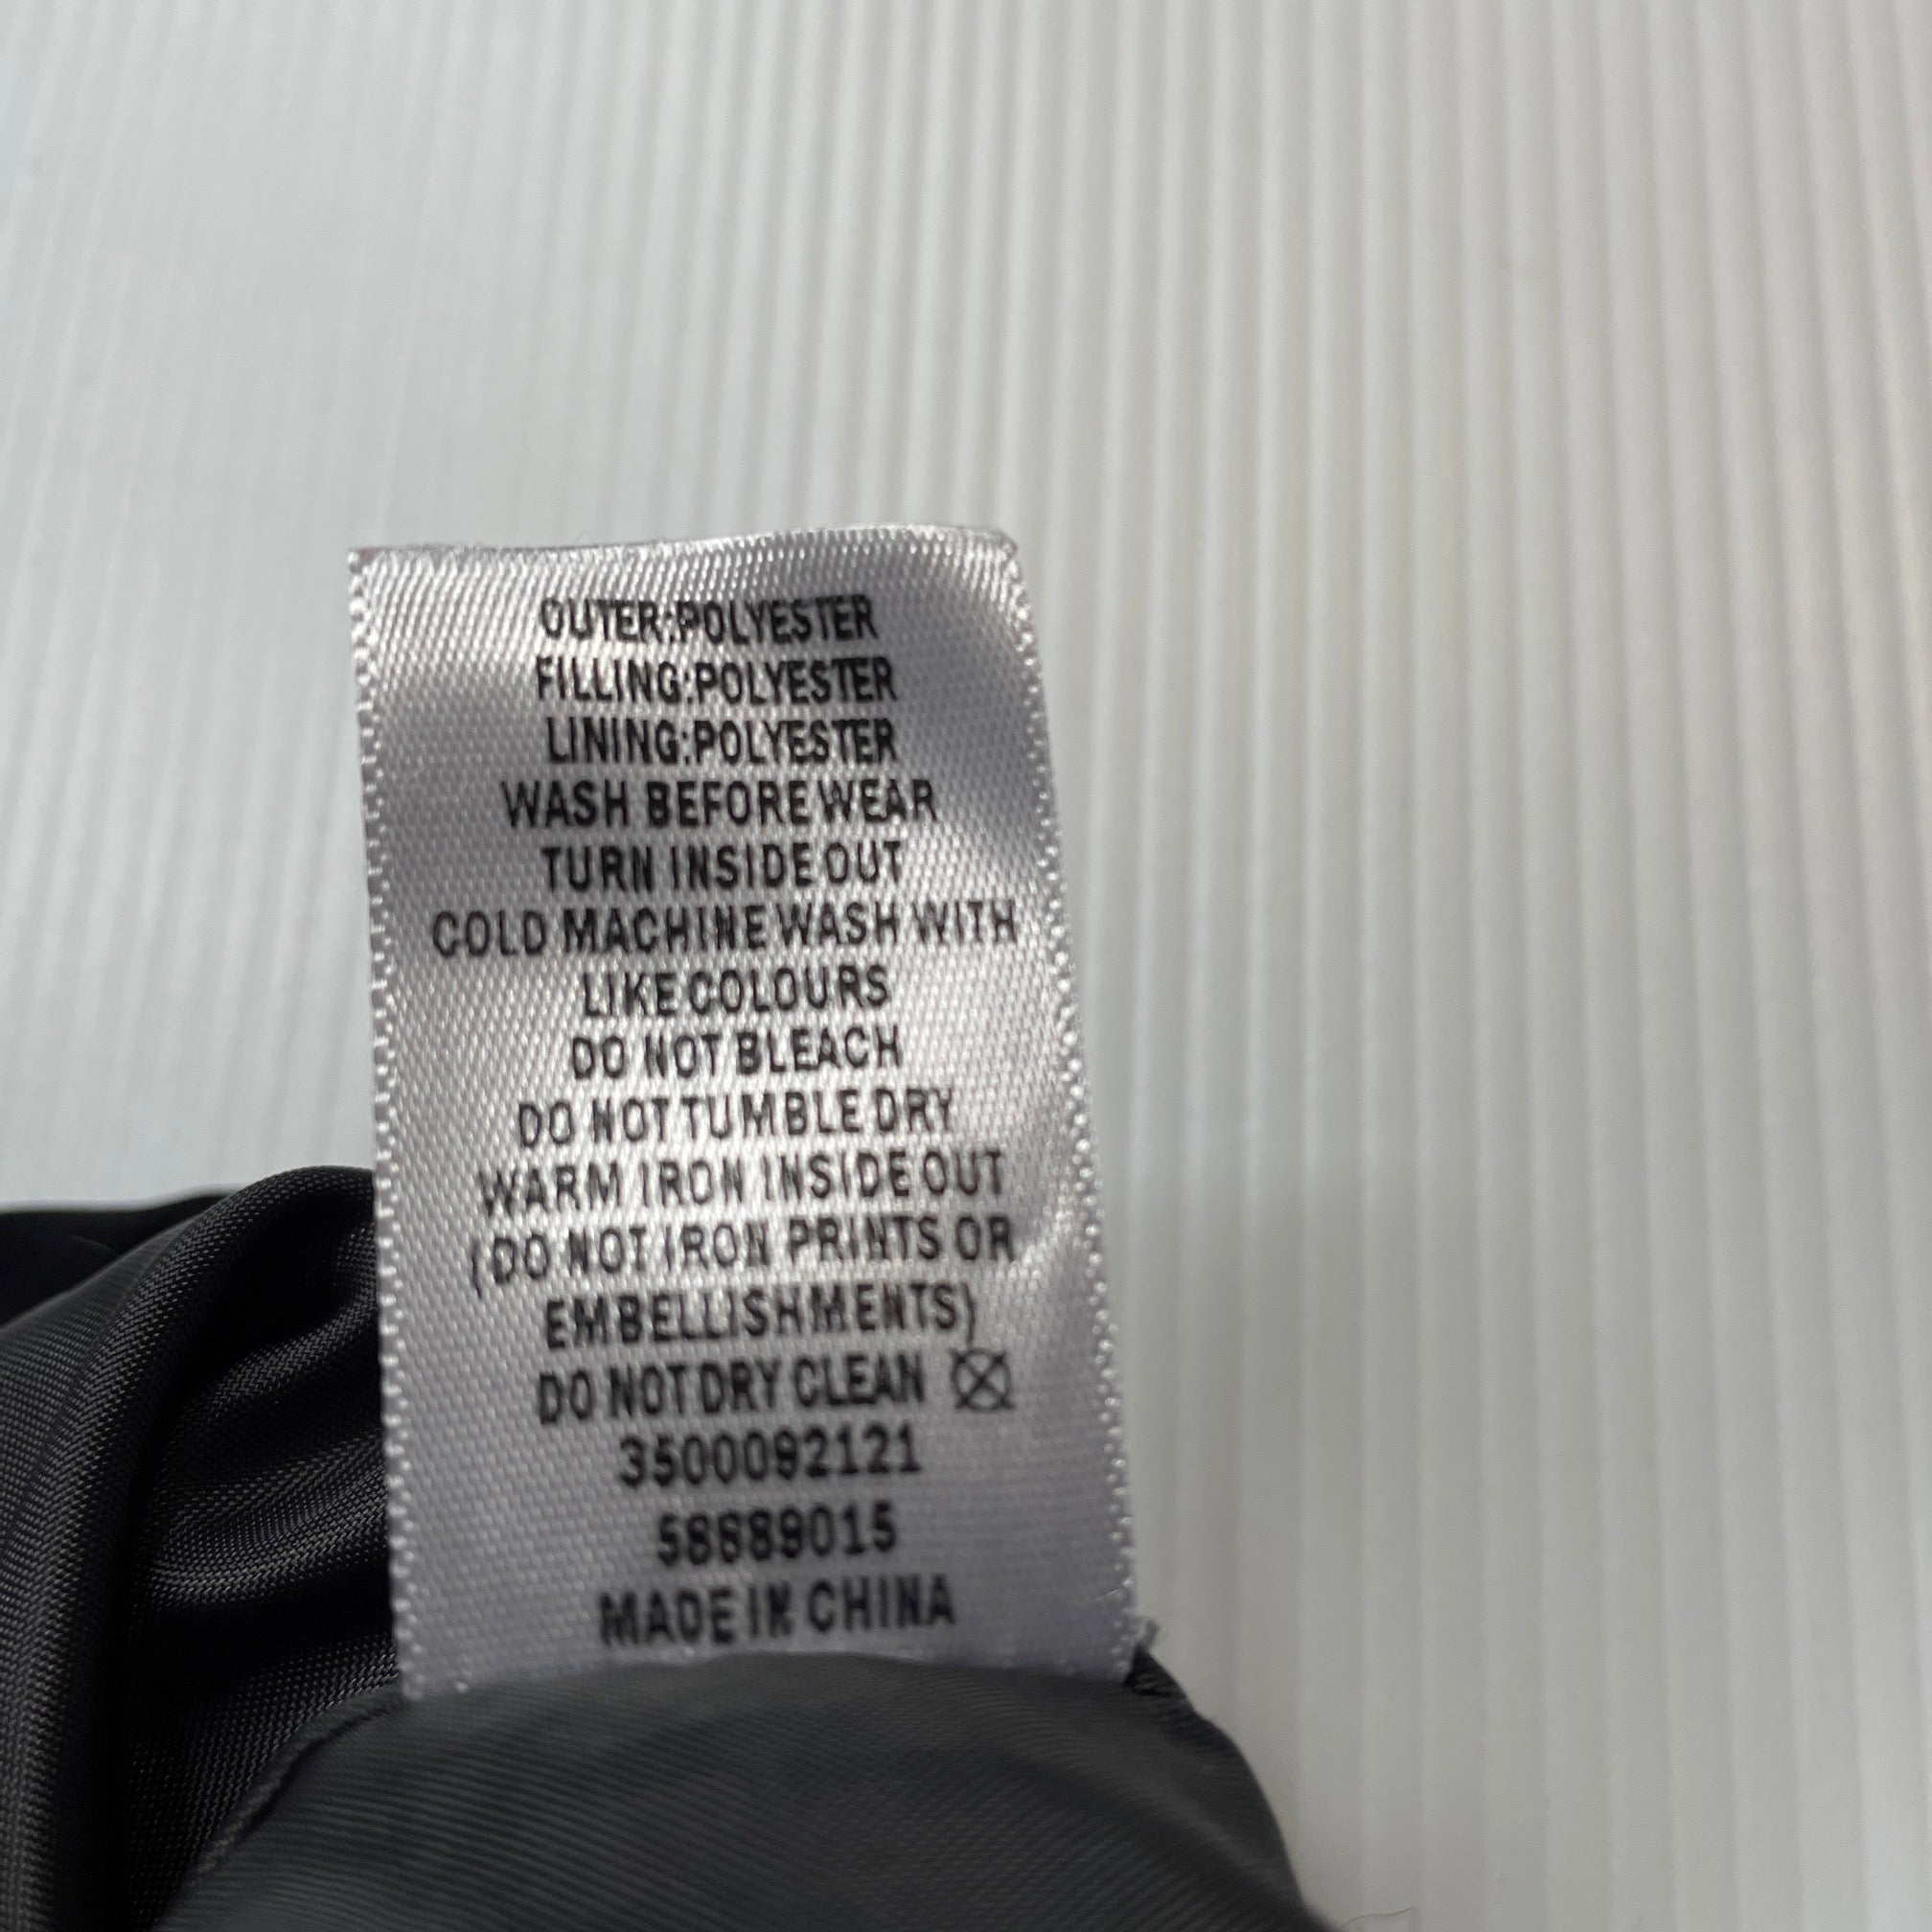 OUTER:POLYESTER
FILLING:POLYESTER
LINING:POLYESTER
WASH BEFORE WEAR
TURN INSIDE OUT
COLD MACHINE WASH WITH
LIKE COLOURS
DO NOT BLEACH
DO NOT TUMBLE DRY
WARM IRON INSIDE OUT
(DO NOT IRON PRINTS OR
EMBELLISHMENTS)
DO NOT DRY CLEAN
3500092121
58889015
MADE IN CHINA